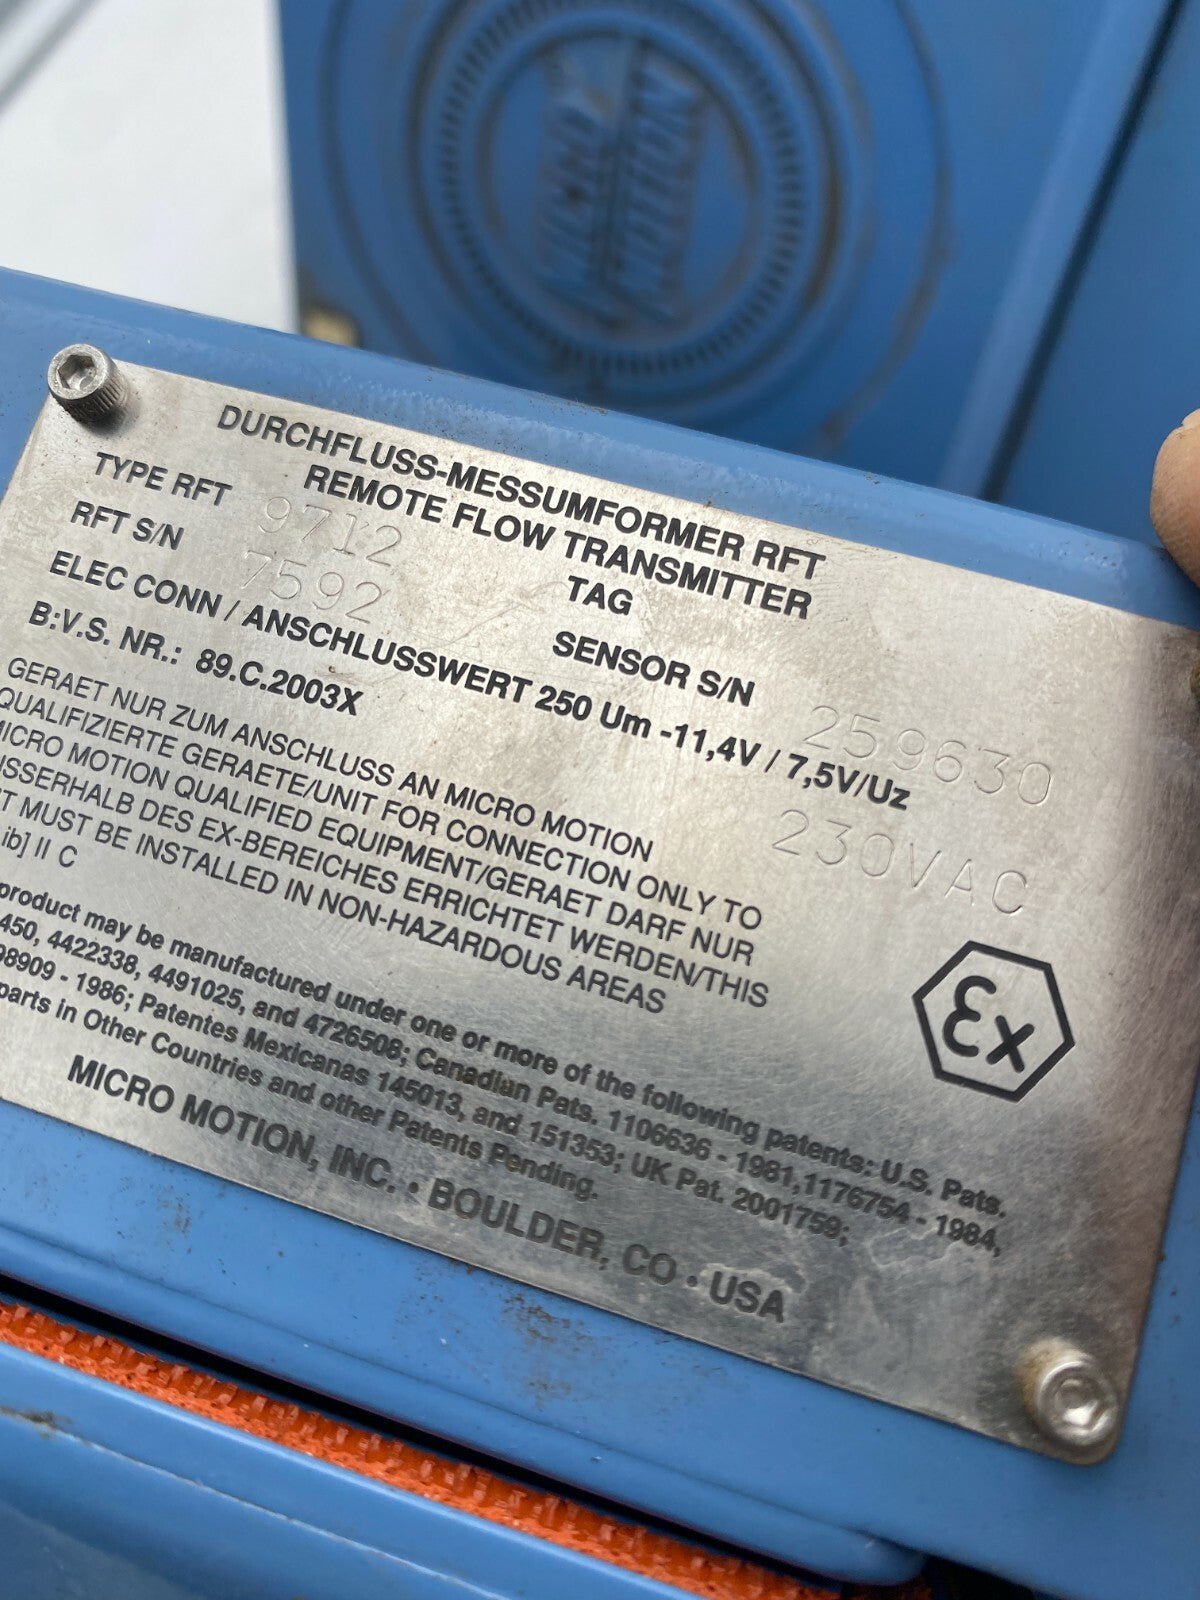 MICRO MOTION
DURCHFLUSS-MESSUMFORMER RFT
REMOTE FLOW TRANSMITTER
TYPE RFT 9712 TAG
RFT S/N 7592 SENSOR S/N 259630
ELEC CONN / ANSCHLUSSWERT 250 Um -11,4V / 7,5V/Uz 230VAC
B:V.S. NR.: 89.C.2003X
GERAET NUR ZUM ANSCHLUSS AN MICRO MOTION
QUALIFIZIERTE GERAETE/UNIT FOR CONNECTION ONLY TO
MICRO MOTION QUALIFIED EQUIPMENT/GERAET DARF NUR
USSERHALB DES EX-BEREICHES ERRICHTET WERDEN/THIS
MUST BE INSTALLED IN NON-HAZARDOUS AREAS
ib] II C
Ex
product may be manufactured under one or more of the following patents: U.S. Pats.
450, 4422338, 4491025, and 4726508; Canadian Pats. 1106636 - 1981,1176754 - 1984,
98909 - 1986; Patentes Mexicanas 145013, and 151353; UK Pat. 2001759;
parts in Other Countries and other Patents Pending.
MICRO MOTION, INC. • BOULDER, CO • USA